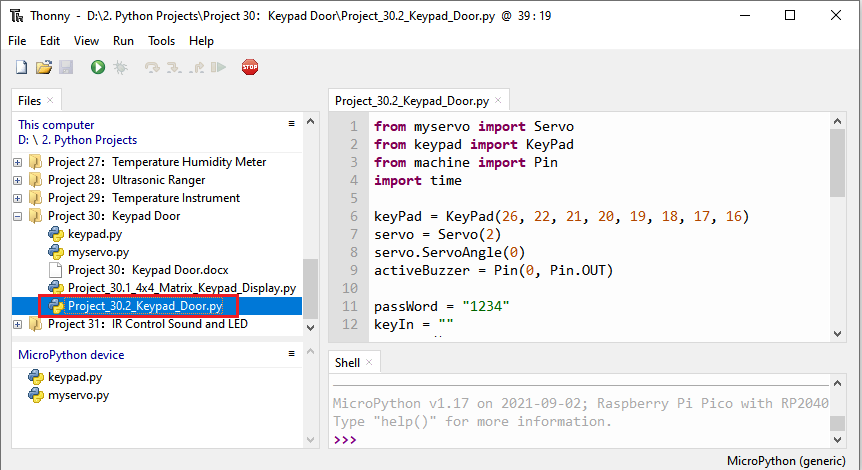 Thonny - D:\2. Python Projects\Project 30：Keypad Door\Project_30.2_Keypad_Door.py @ 39 : 19
File Edit View Run Tools Help
STOP
Files ×
This computer
D: \ 2. Python Projects
Project 27：Temperature Humidity Meter
Project 28：Ultrasonic Ranger
Project 29：Temperature Instrument
Project 30：Keypad Door
keypad.py
myservo.py
Project 30：Keypad Door.docx
Project_30.1_4x4_Matrix_Keypad_Display.py
Project_30.2_Keypad_Door.py
Project 31：IR Control Sound and LED
MicroPython device
keypad.py
myservo.py
Project_30.2_Keypad_Door.py ×
1 from myservo import Servo
2 from keypad import KeyPad
3 from machine import Pin
4 import time
5
6 keyPad = KeyPad(26, 22, 21, 20, 19, 18, 17, 16)
7 servo = Servo(2)
8 servo.ServoAngle(0)
9 activeBuzzer = Pin(0, Pin.OUT)
10
11 passWord = "1234"
12 keyIn = ""
Shell ×
MicroPython v1.17 on 2021-09-02; Raspberry Pi Pico with RP2040
Type "help()" for more information.
>>>
MicroPython (generic)